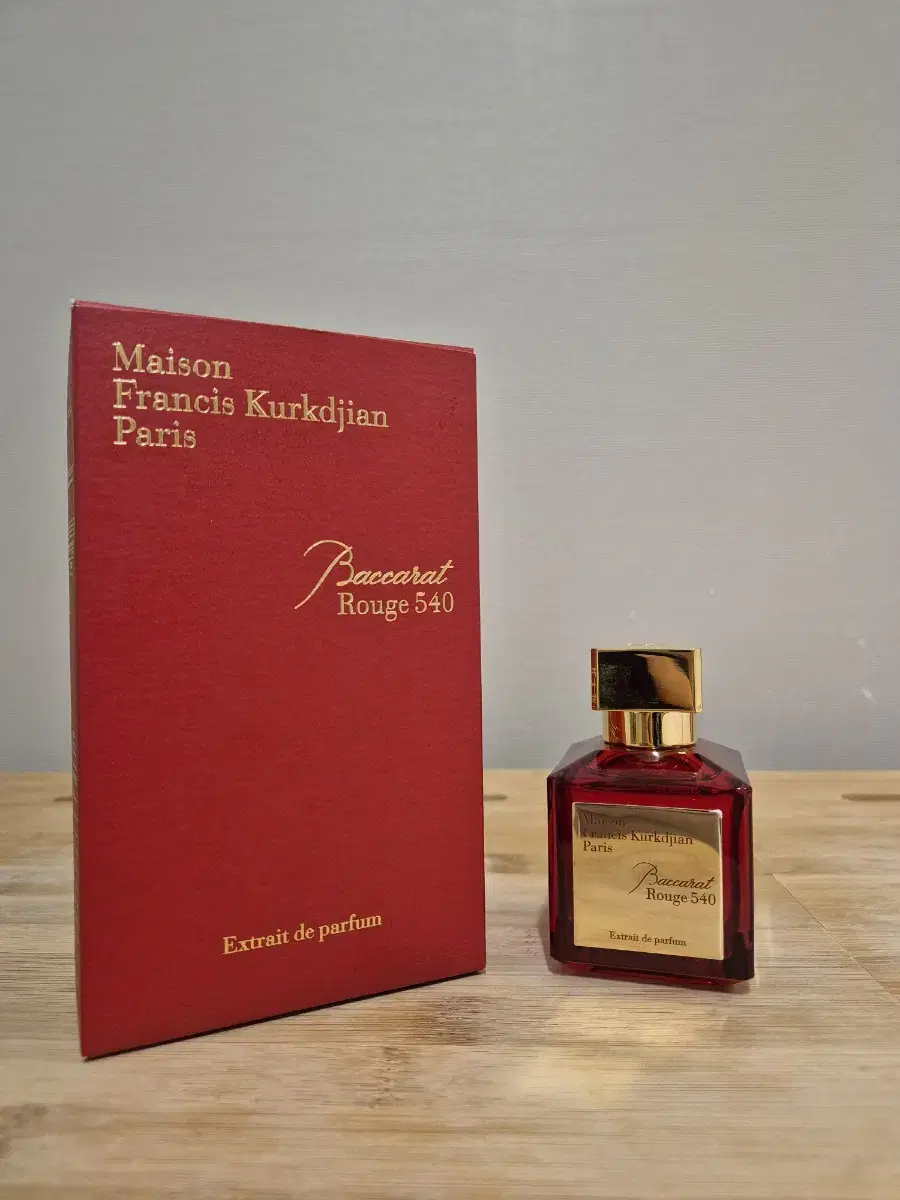 Maison
Francis Kurkdjian
Paris
Baccarat
Rouge 540
Extrait de parfum
Maison
Francis Kurkdjian
Paris
Baccarat
Rouge 540
Extrait de parfum